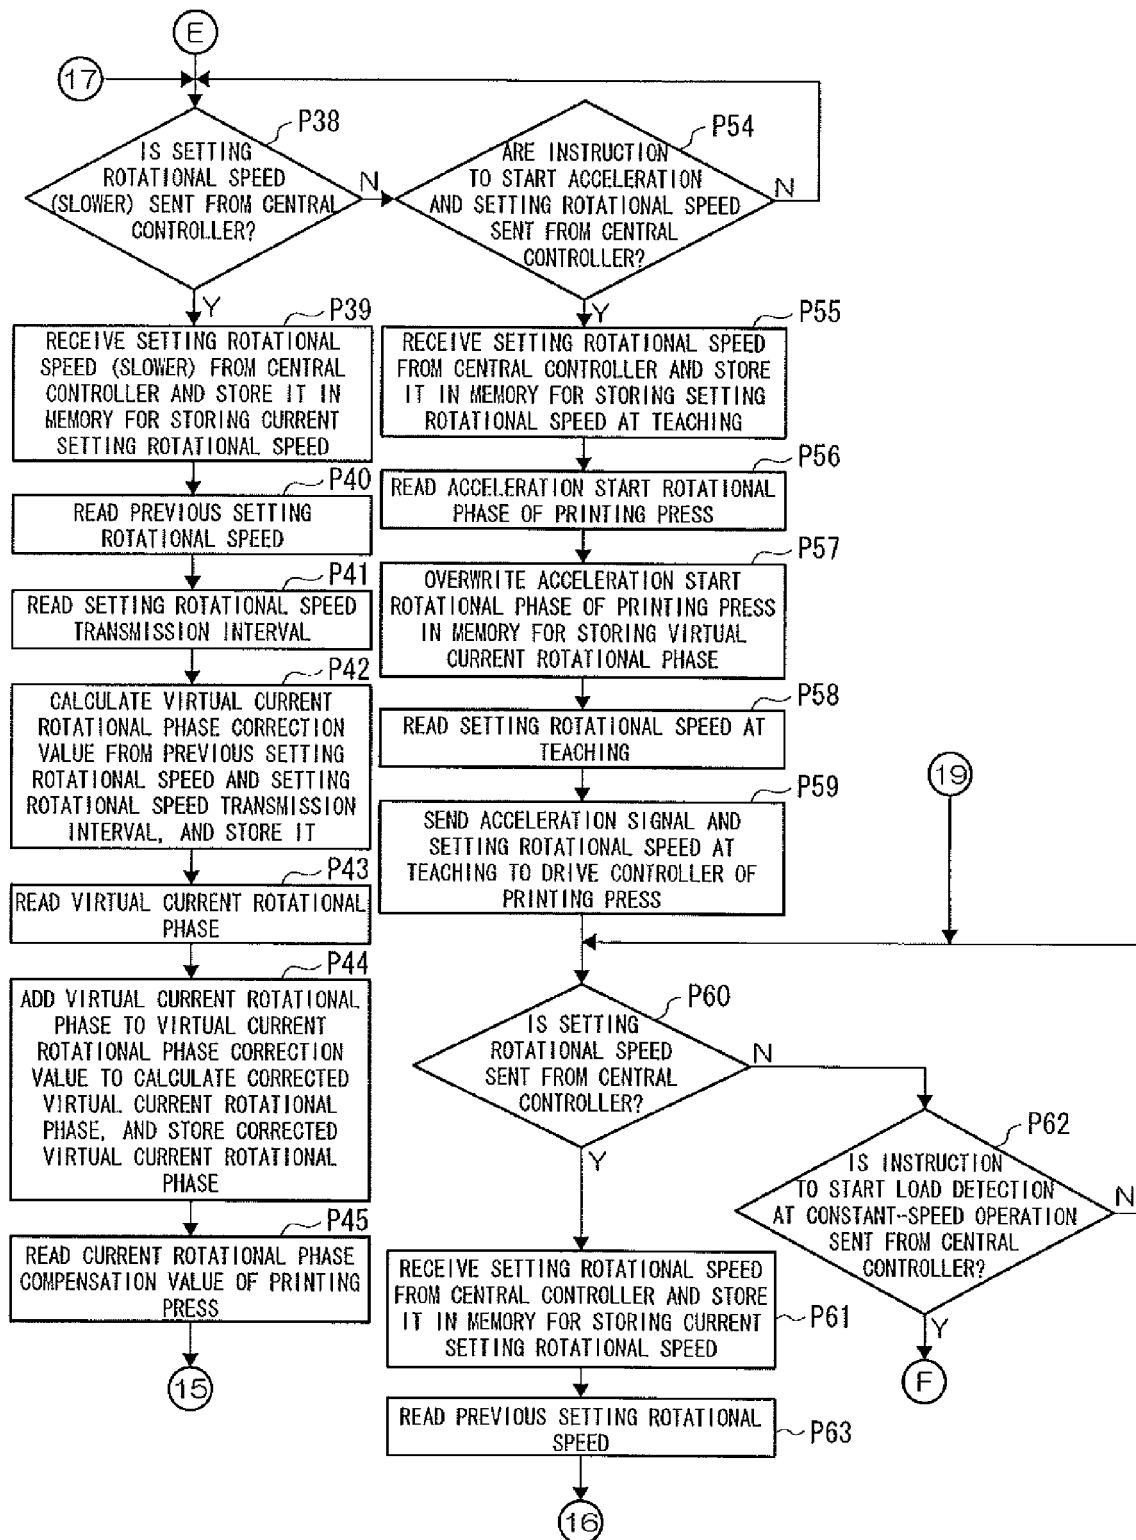 E
17
P38
IS SETTING
ROTATIONAL SPEED
(SLOWER) SENT FROM CENTRAL
CONTROLLER?
N
Y
P54
ARE INSTRUCTION
TO START ACCELERATION
AND SETTING ROTATIONAL SPEED
SENT FROM CENTRAL
CONTROLLER?
N
Y
P39
RECEIVE SETTING ROTATIONAL
SPEED (SLOWER) FROM CENTRAL
CONTROLLER AND STORE IT IN
MEMORY FOR STORING CURRENT
SETTING ROTATIONAL SPEED
P40
READ PREVIOUS SETTING
ROTATIONAL SPEED
P41
READ SETTING ROTATIONAL SPEED
TRANSMISSION INTERVAL
P42
CALCULATE VIRTUAL CURRENT
ROTATIONAL PHASE CORRECTION
VALUE FROM PREVIOUS SETTING
ROTATIONAL SPEED AND SETTING
ROTATIONAL SPEED TRANSMISSION
INTERVAL, AND STORE IT
P43
READ VIRTUAL CURRENT ROTATIONAL
PHASE
P44
ADD VIRTUAL CURRENT ROTATIONAL
PHASE TO VIRTUAL CURRENT
ROTATIONAL PHASE CORRECTION
VALUE TO CALCULATE CORRECTED
VIRTUAL CURRENT ROTATIONAL
PHASE, AND STORE CORRECTED
VIRTUAL CURRENT ROTATIONAL
PHASE
P45
READ CURRENT ROTATIONAL PHASE
COMPENSATION VALUE OF PRINTING
PRESS
15
P55
RECEIVE SETTING ROTATIONAL SPEED
FROM CENTRAL CONTROLLER AND STORE
IT IN MEMORY FOR STORING SETTING
ROTATIONAL SPEED AT TEACHING
P56
READ ACCELERATION START ROTATIONAL
PHASE OF PRINTING PRESS
P57
OVERWRITE ACCELERATION START
ROTATIONAL PHASE OF PRINTING PRESS
IN MEMORY FOR STORING VIRTUAL
CURRENT ROTATIONAL PHASE
P58
READ SETTING ROTATIONAL SPEED AT
TEACHING
P59
SEND ACCELERATION SIGNAL AND
SETTING ROTATIONAL SPEED AT
TEACHING TO DRIVE CONTROLLER OF
PRINTING PRESS
19
P60
IS SETTING
ROTATIONAL SPEED
SENT FROM CENTRAL
CONTROLLER?
N
Y
P62
IS INSTRUCTION
TO START LOAD DETECTION
AT CONSTANT-SPEED OPERATION
SENT FROM CENTRAL
CONTROLLER?
N
Y
F
RECEIVE SETTING ROTATIONAL SPEED
FROM CENTRAL CONTROLLER AND STORE
IT IN MEMORY FOR STORING CURRENT
SETTING ROTATIONAL SPEED
P61
READ PREVIOUS SETTING ROTATIONAL
SPEED
P63
16